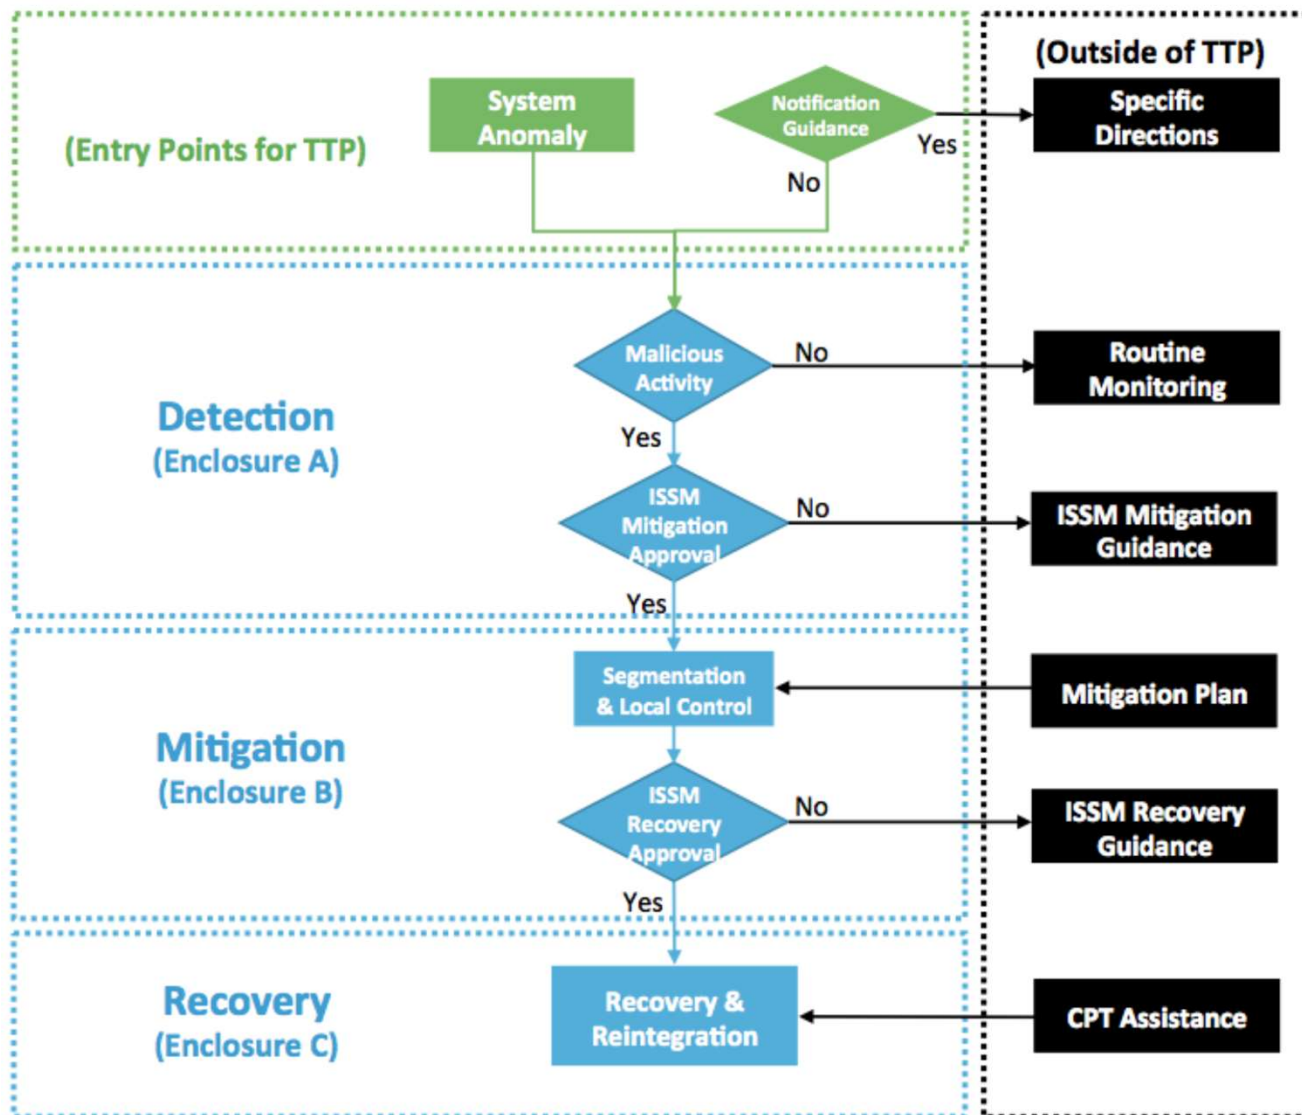 (Outside of TTP)
System
Anomaly
Notification
Guidance
Yes
Specific
Directions
(Entry Points for TTP)
No
Malicious
Activity
No
Routine
Monitoring
Detection
(Enclosure A)
Yes
ISSM
Mitigation
Approval
No
ISSM Mitigation
Guidance
Yes
Segmentation
& Local Control
Mitigation Plan
Mitigation
(Enclosure B)
ISSM
Recovery
Approval
No
ISSM Recovery
Guidance
Yes
Recovery
(Enclosure C)
Recovery &
Reintegration
CPT Assistance